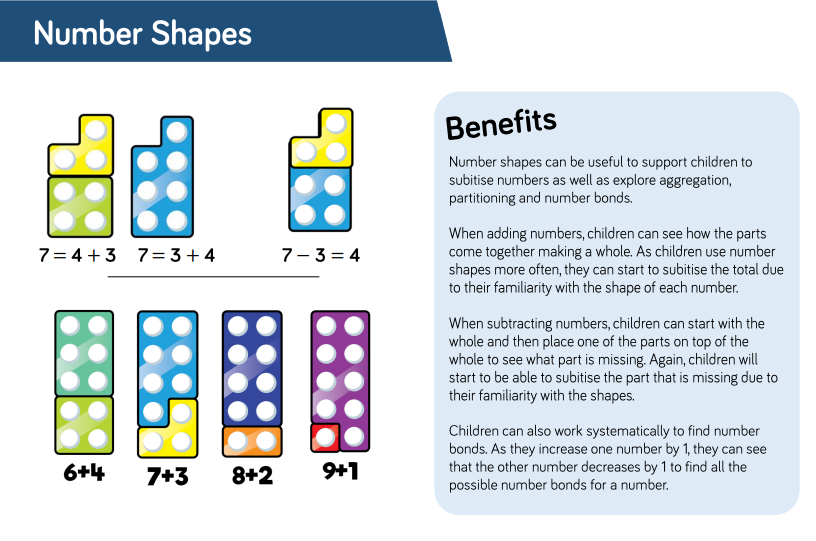 Number Shapes
7 = 4 + 3
7 = 3 + 4
7 − 3 = 4
6+4
7+3
8+2
9+1
Benefits
Number shapes can be useful to support children to
subitise numbers as well as explore aggregation,
partitioning and number bonds.
When adding numbers, children can see how the parts
come together making a whole. As children use number
shapes more often, they can start to subitise the total due
to their familiarity with the shape of each number.
When subtracting numbers, children can start with the
whole and then place one of the parts on top of the
whole to see what part is missing. Again, children will
start to be able to subitise the part that is missing due to
their familiarity with the shapes.
Children can also work systematically to find number
bonds. As they increase one number by 1, they can see
that the other number decreases by 1 to find all the
possible number bonds for a number.